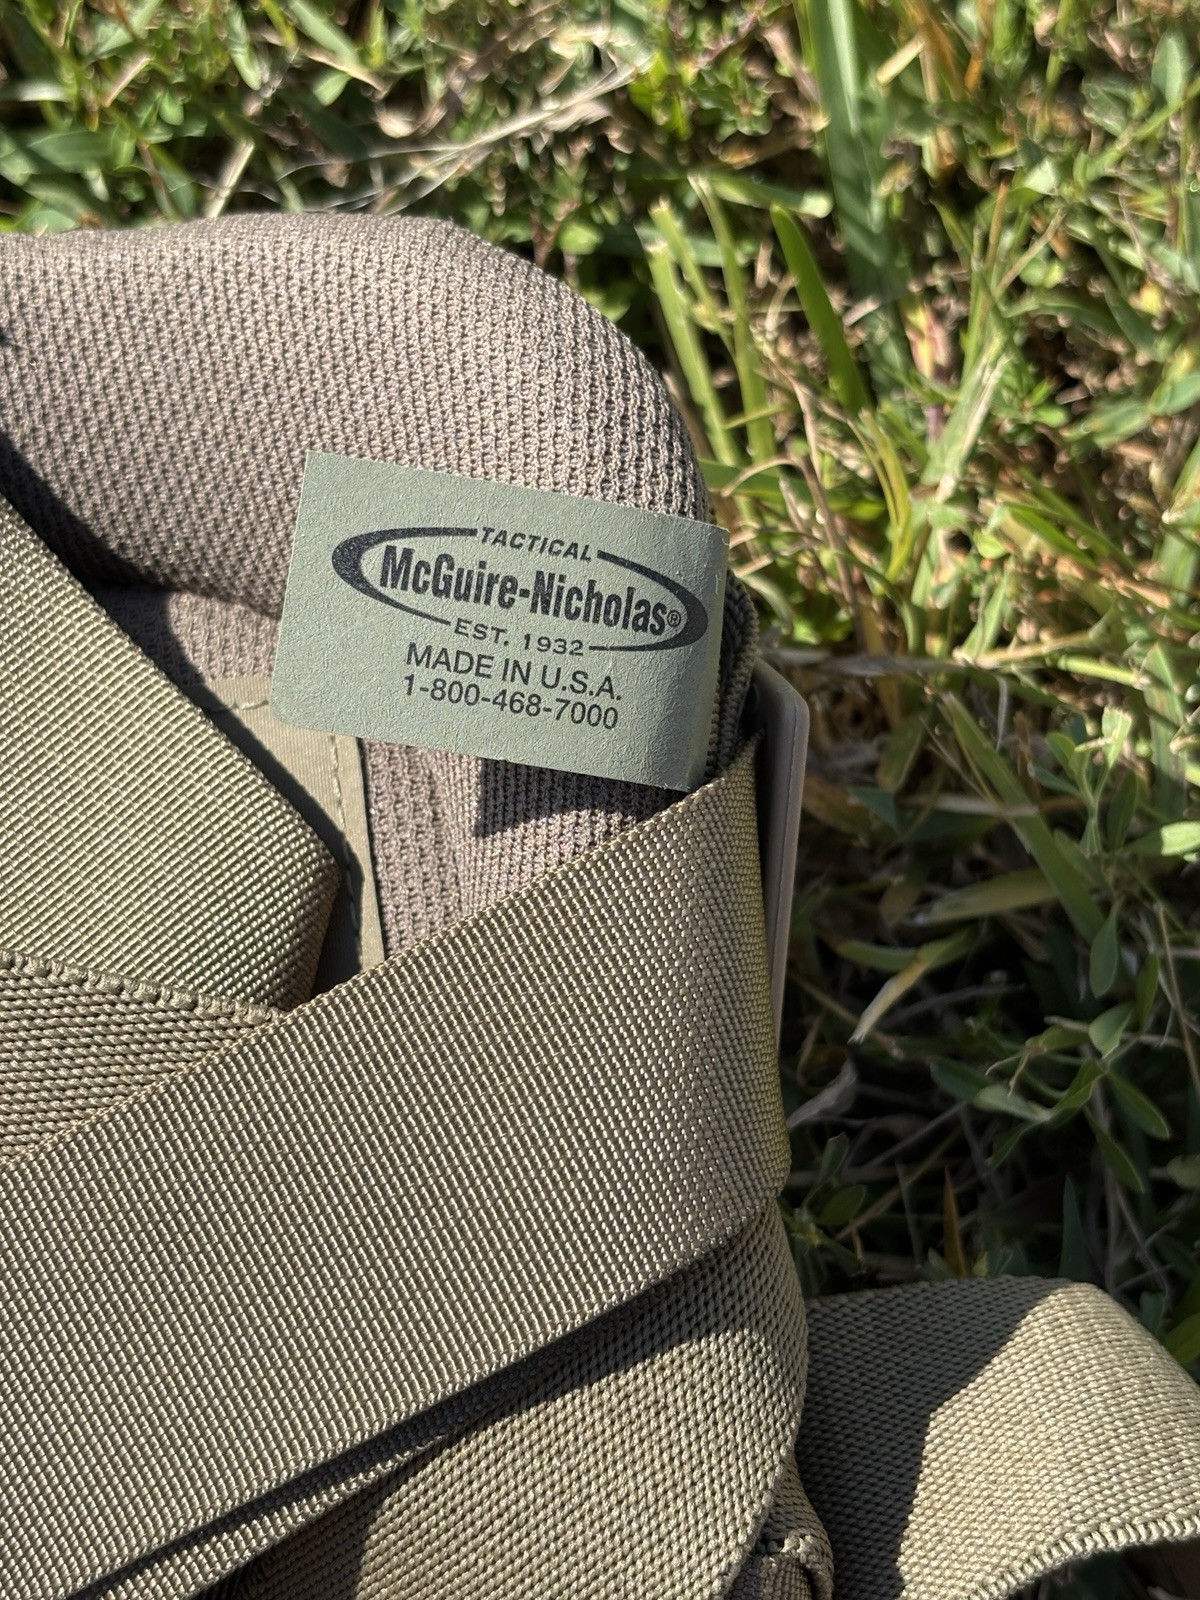 TACTICAL
McGuire-Nicholas®
EST. 1932
MADE IN U.S.A.
1-800-468-7000